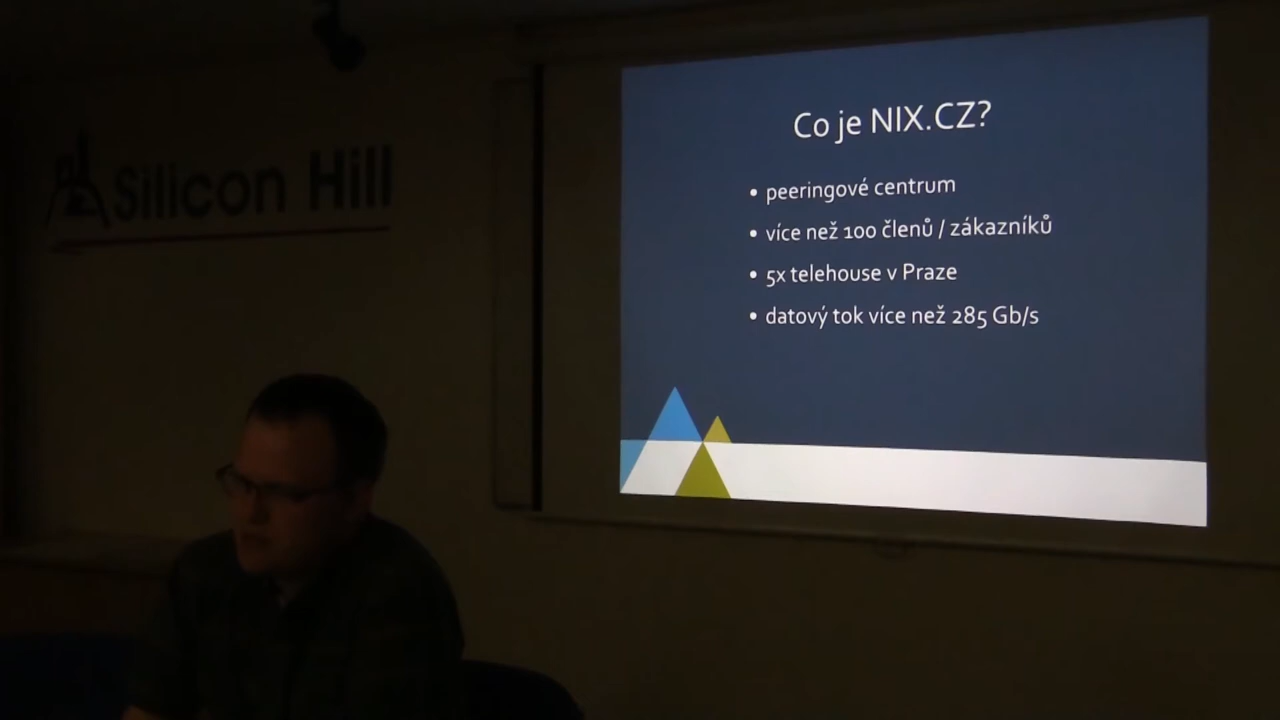 Silicon Hill
Co je NIX.CZ?
• peeringové centrum
• více než 100 členů / zákazníků
• 5x telehouse v Praze
• datový tok více než 285 Gb/s